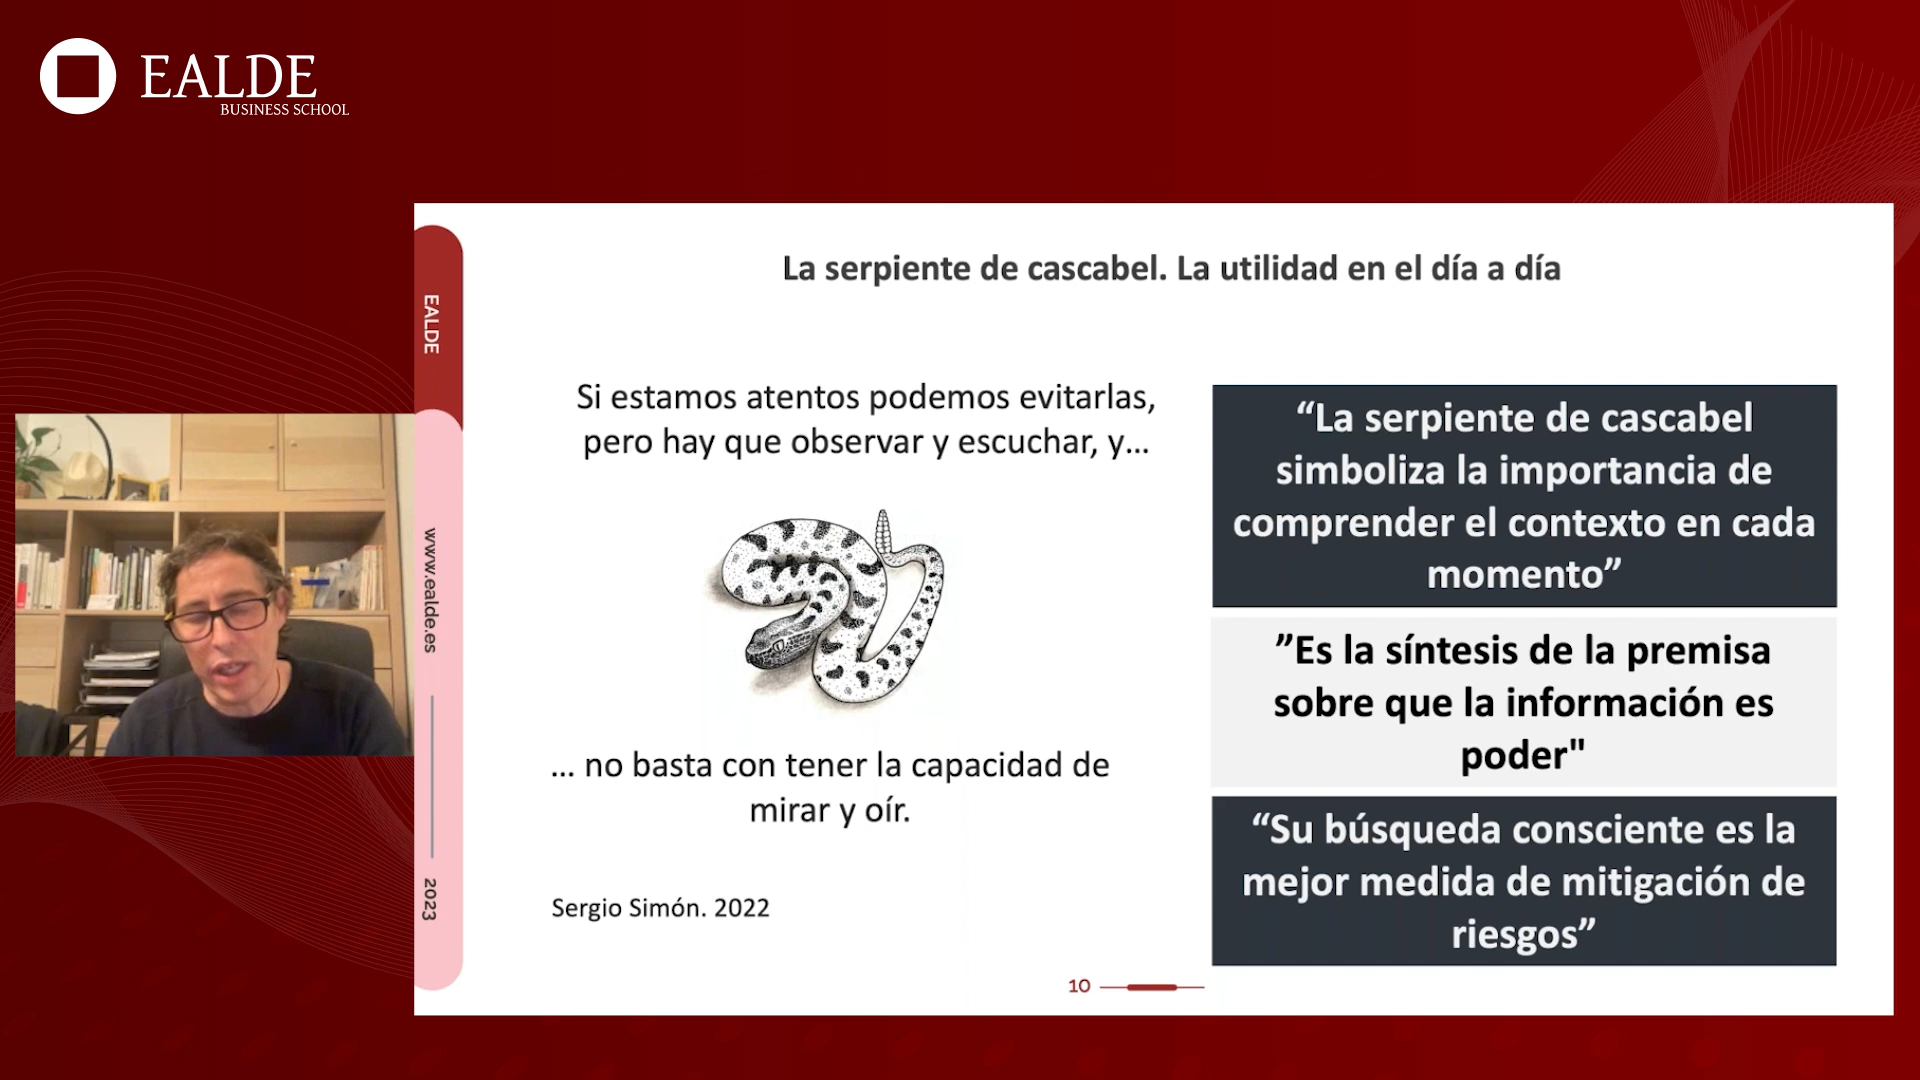 EALDE
BUSINESS SCHOOL
La serpiente de cascabel. La utilidad en el día a día
EALDE
www.ealde.es
2023
Si estamos atentos podemos evitarlas,
pero hay que observar y escuchar, y...
... no basta con tener la capacidad de
mirar y oír.
Sergio Simón. 2022
“La serpiente de cascabel
simboliza la importancia de
comprender el contexto en cada
momento”
”Es la síntesis de la premisa
sobre que la información es
poder"
“Su búsqueda consciente es la
mejor medida de mitigación de
riesgos”
10